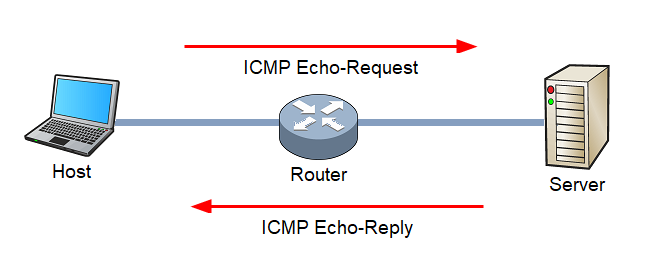 ICMP Echo-Request
Host
Router
Server
ICMP Echo-Reply